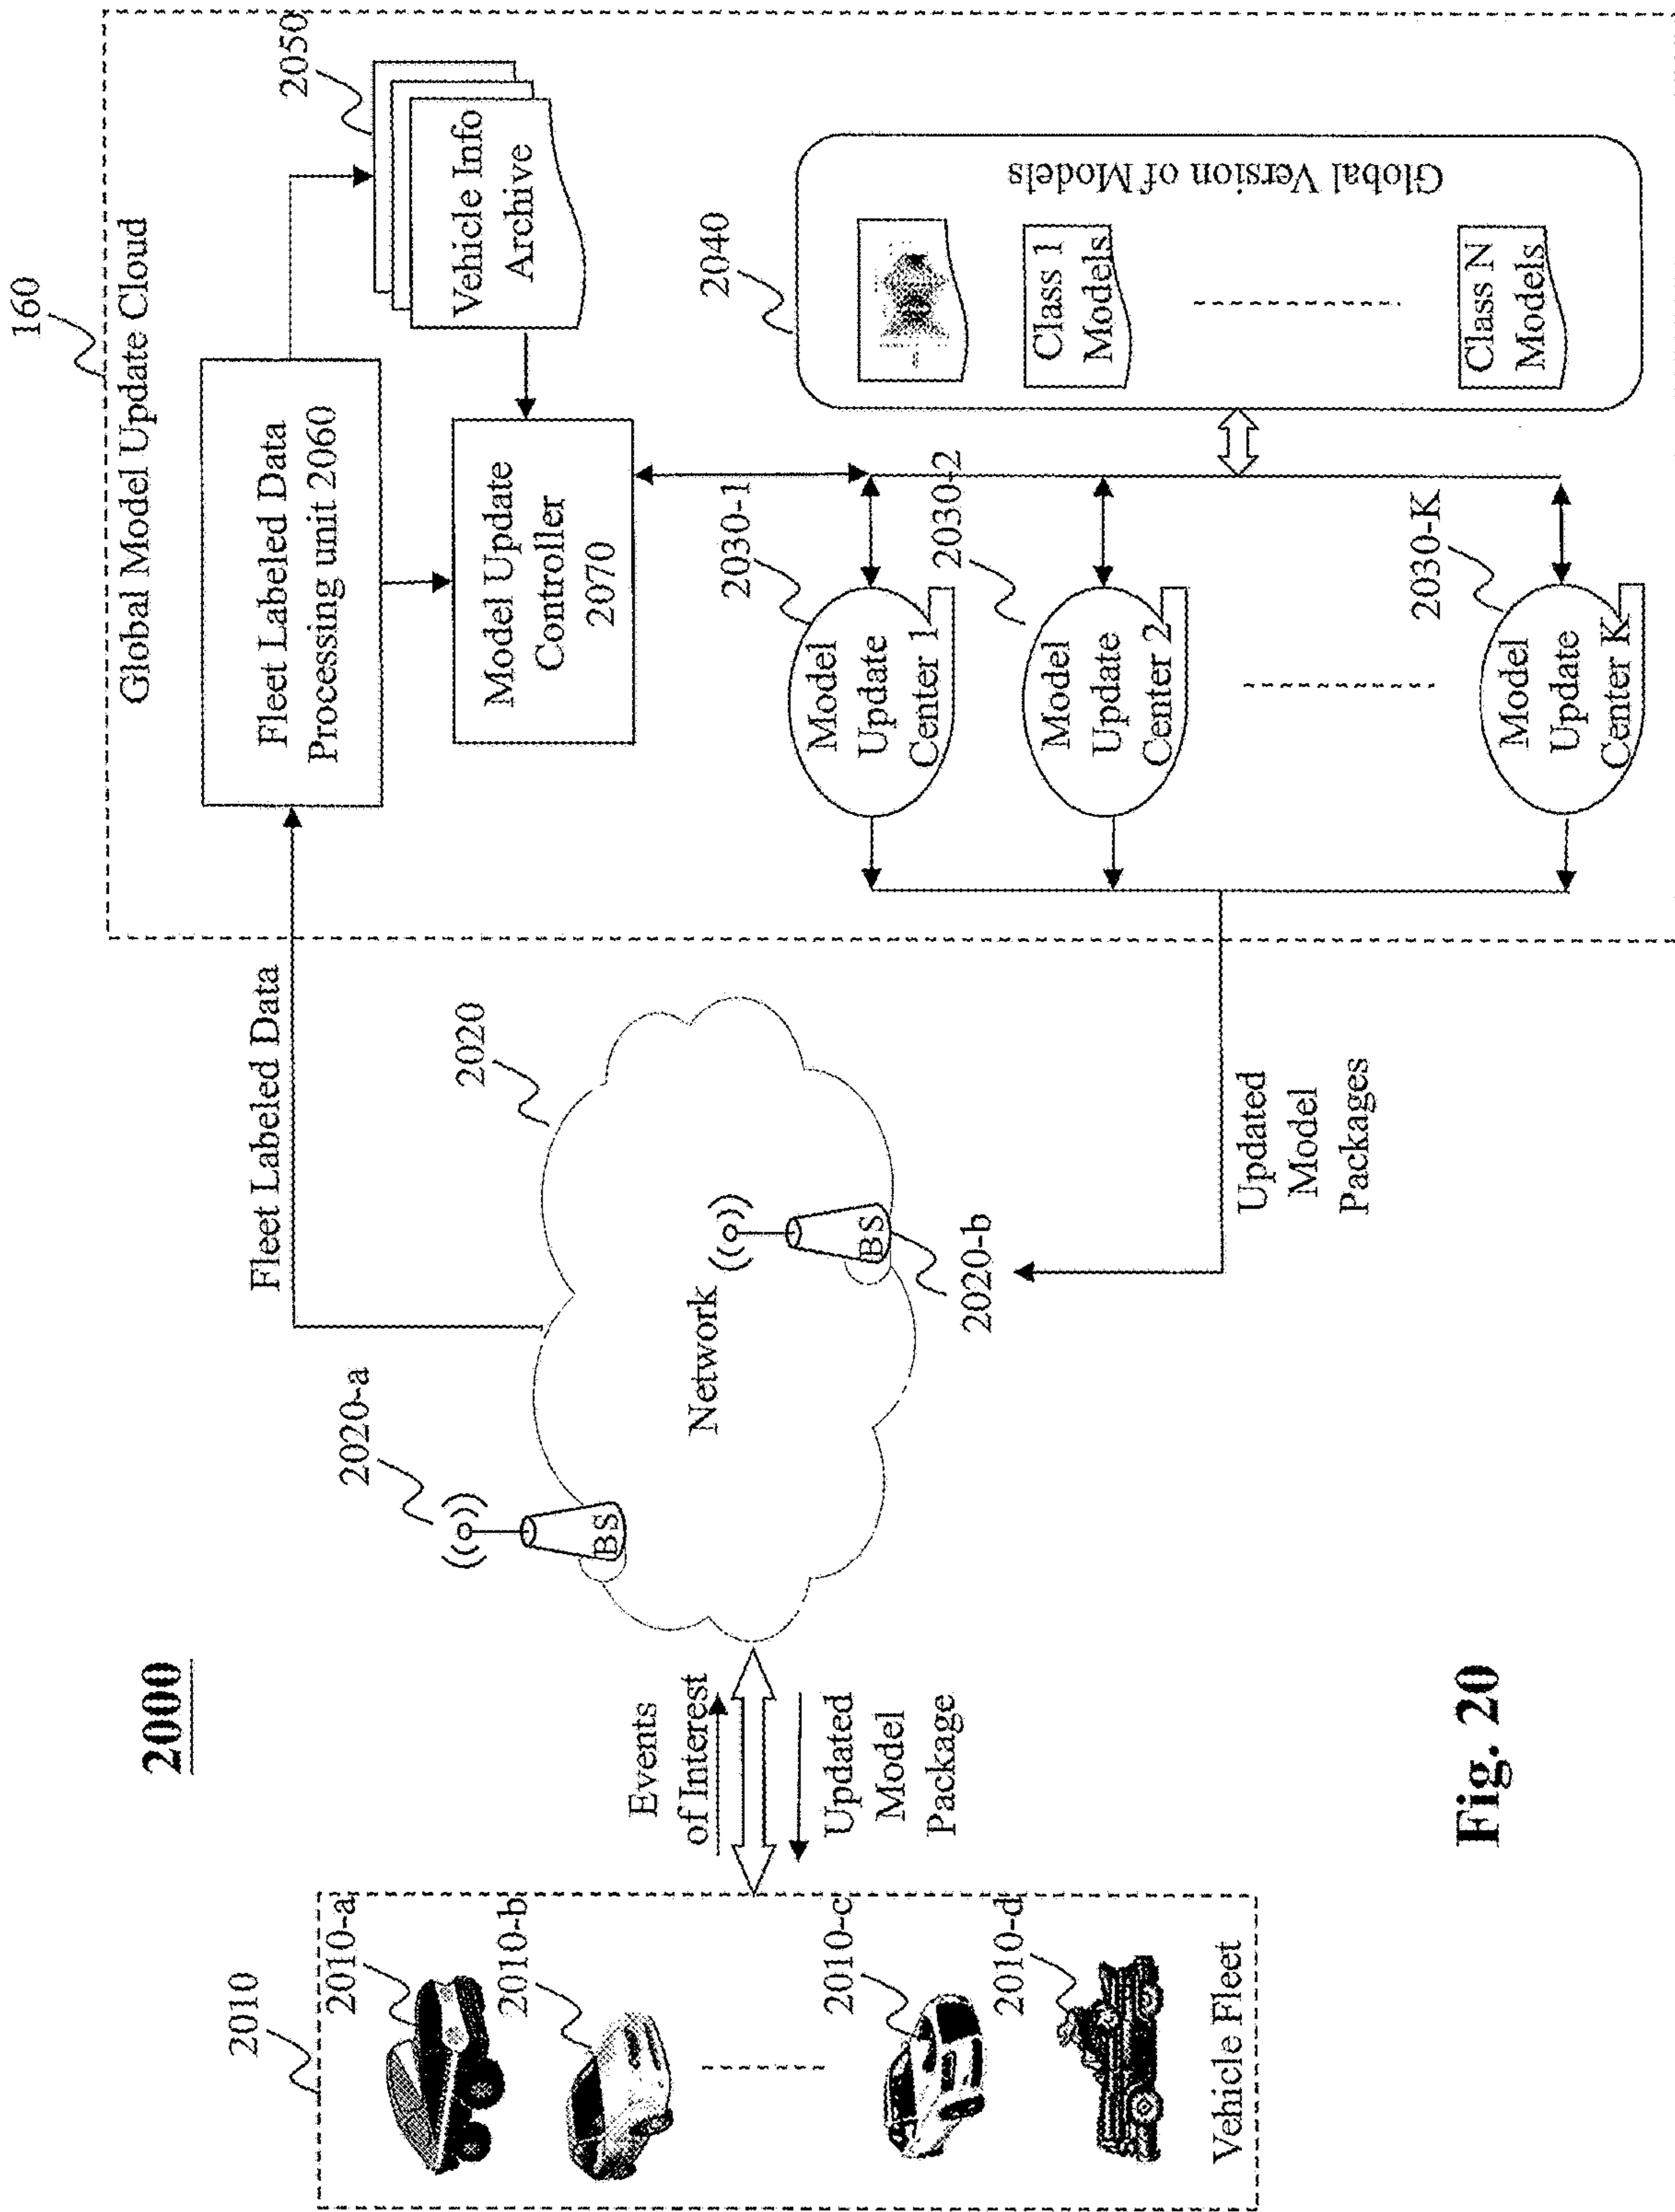 2000
160
Global Model Update Cloud
Fleet Labeled Data
Processing unit 2060
2050
Vehicle Info
Archive
Fleet Labeled Data
Model Update
Controller
2070
2020-a
2020
BS
Network
BS
2020-b
Events
of Interest
Updated
Model
Package
2010
2010-a
2010-b
2010-c
2010-d
Vehicle Fleet
2030-1
Model
Update
Center 1
2030-2
Model
Update
Center 2
2030-K
Model
Update
Center K
2040
Class 1
Models
Class N
Models
Global Version of Models
Updated
Model
Packages
Fig. 20